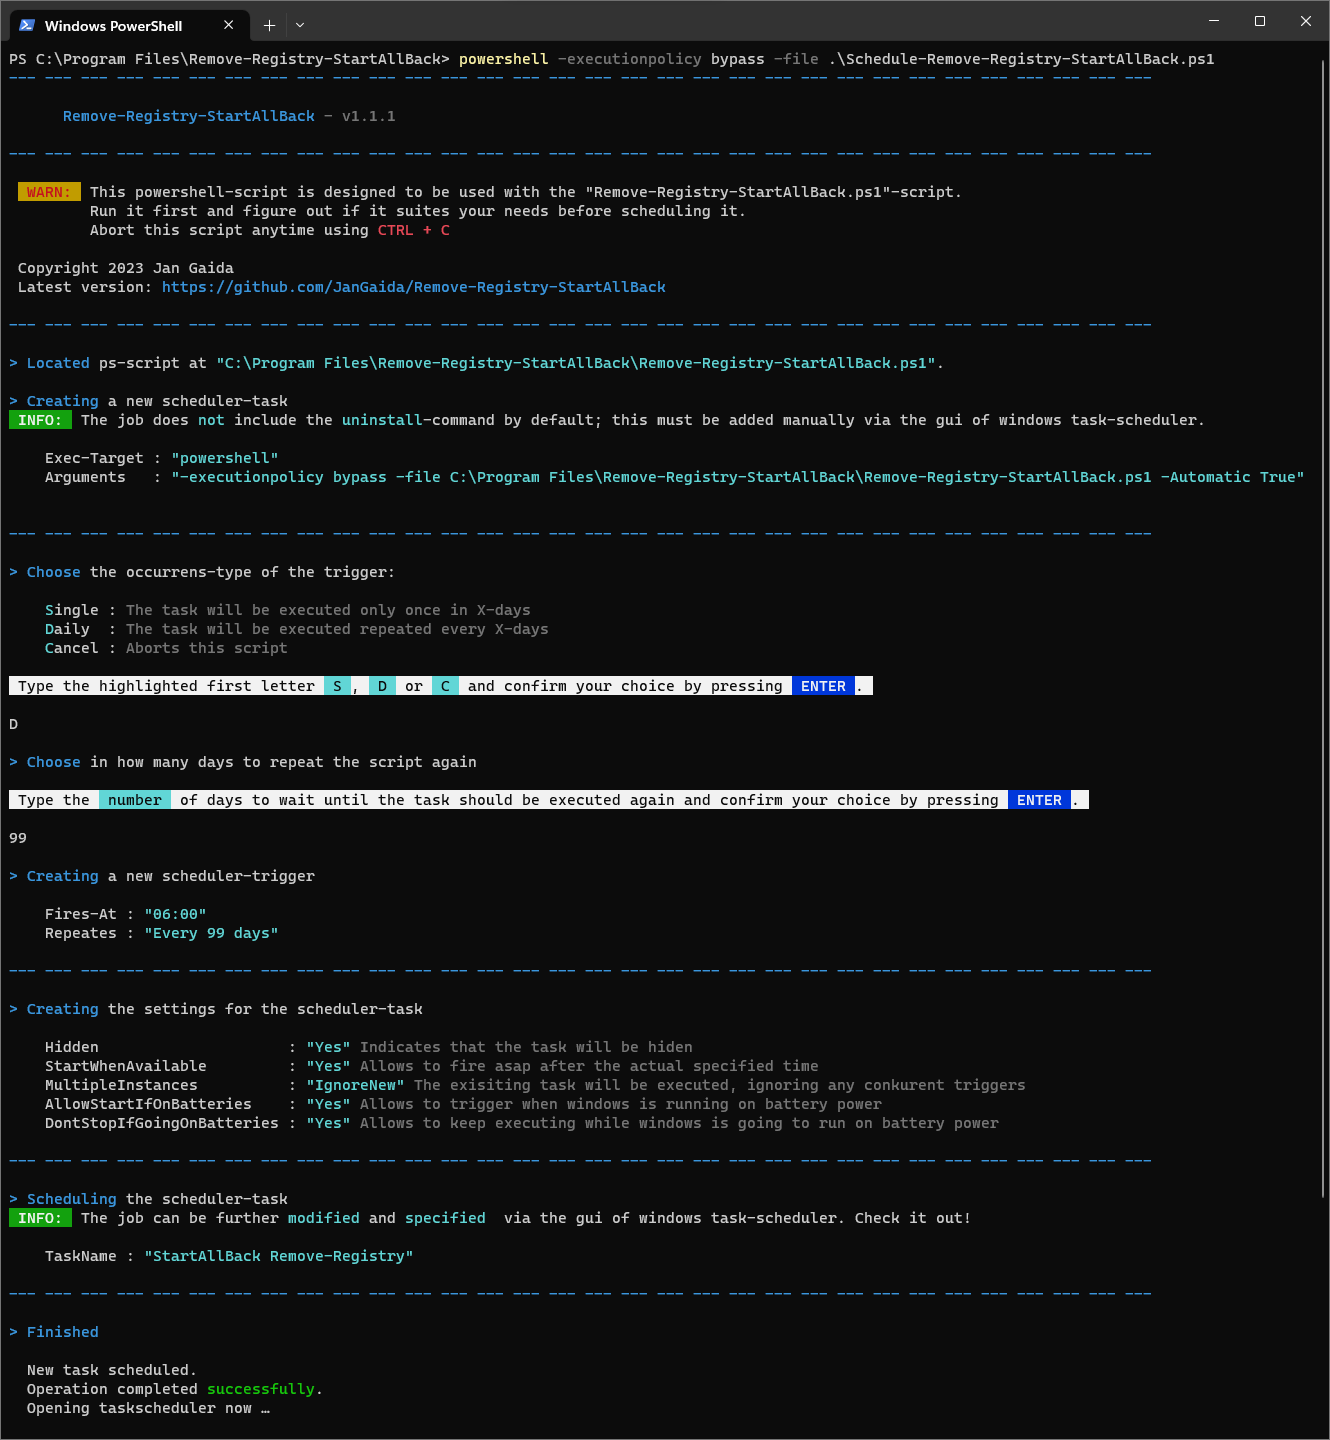 Windows PowerShell
PS C:\Program Files\Remove-Registry-StartAllBack> powershell -executionpolicy bypass -file .\Schedule-Remove-Registry-StartAllBack.ps1
--- --- --- --- --- --- --- --- --- --- --- --- --- --- --- --- --- --- --- --- --- --- --- --- --- --- --- --- --- --- --- ---
Remove-Registry-StartAllBack - v1.1.1
--- --- --- --- --- --- --- --- --- --- --- --- --- --- --- --- --- --- --- --- --- --- --- --- --- --- --- --- --- --- --- ---
WARN: This powershell-script is designed to be used with the "Remove-Registry-StartAllBack.ps1"-script.
Run it first and figure out if it suites your needs before scheduling it.
Abort this script anytime using CTRL + C
Copyright 2023 Jan Gaida
Latest version: https://github.com/JanGaida/Remove-Registry-StartAllBack
--- --- --- --- --- --- --- --- --- --- --- --- --- --- --- --- --- --- --- --- --- --- --- --- --- --- --- --- --- --- --- ---
> Located ps-script at "C:\Program Files\Remove-Registry-StartAllBack\Remove-Registry-StartAllBack.ps1".
> Creating a new scheduler-task
INFO: The job does not include the uninstall-command by default; this must be added manually via the gui of windows task-scheduler.
Exec-Target : "powershell"
Arguments : "-executionpolicy bypass -file C:\Program Files\Remove-Registry-StartAllBack\Remove-Registry-StartAllBack.ps1 -Automatic True"
--- --- --- --- --- --- --- --- --- --- --- --- --- --- --- --- --- --- --- --- --- --- --- --- --- --- --- --- --- --- --- ---
> Choose the occurrens-type of the trigger:
Single : The task will be executed only once in X-days
Daily : The task will be executed repeated every X-days
Cancel : Aborts this script
Type the highlighted first letter S , D or C and confirm your choice by pressing ENTER .
D
> Choose in how many days to repeat the script again
Type the number of days to wait until the task should be executed again and confirm your choice by pressing ENTER .
99
> Creating a new scheduler-trigger
Fires-At : "06:00"
Repeates : "Every 99 days"
--- --- --- --- --- --- --- --- --- --- --- --- --- --- --- --- --- --- --- --- --- --- --- --- --- --- --- --- --- --- --- ---
> Creating the settings for the scheduler-task
Hidden : "Yes" Indicates that the task will be hiden
StartWhenAvailable : "Yes" Allows to fire asap after the actual specified time
MultipleInstances : "IgnoreNew" The exisiting task will be executed, ignoring any conkurent triggers
AllowStartIfOnBatteries : "Yes" Allows to trigger when windows is running on battery power
DontStopIfGoingOnBatteries : "Yes" Allows to keep executing while windows is going to run on battery power
--- --- --- --- --- --- --- --- --- --- --- --- --- --- --- --- --- --- --- --- --- --- --- --- --- --- --- --- --- --- --- ---
> Scheduling the scheduler-task
INFO: The job can be further modified and specified via the gui of windows task-scheduler. Check it out!
TaskName : "StartAllBack Remove-Registry"
--- --- --- --- --- --- --- --- --- --- --- --- --- --- --- --- --- --- --- --- --- --- --- --- --- --- --- --- --- --- --- ---
> Finished
New task scheduled.
Operation completed successfully.
Opening taskscheduler now …